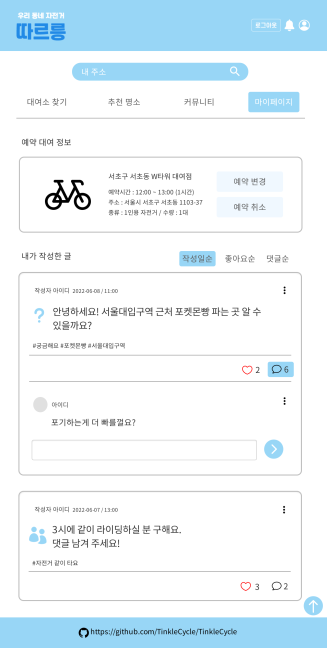 우리 동네 자전거
따르릉
로그아웃
내 주소
대여소 찾기
추천 명소
커뮤니티
마이페이지
예약 대여 정보
서초구 서초동 W타워 대여점
예약시간 : 12:00 ~ 13:00 (1시간)
주소 : 서울시 서초구 서초동 1103-37
종류 : 1인용 자전거 / 수량 : 1대
예약 변경
예약 취소
내가 작성한 글
작성일순
좋아요순
댓글순
작성자 아이디 2022-06-08 / 11:00
안녕하세요! 서울대입구역 근처 포켓몬빵 파는 곳 알 수
있을까요?
#궁금해요 #포켓몬빵 #서울대입구역
2
6
아이디
포기하는게 더 빠를껄요?
작성자 아이디 2022-06-07 / 13:00
3시에 같이 라이딩하실 분 구해요.
댓글 남겨 주세요!
#자전거 같이 타요
3
2
https://github.com/TinkleCycle/TinkleCycle